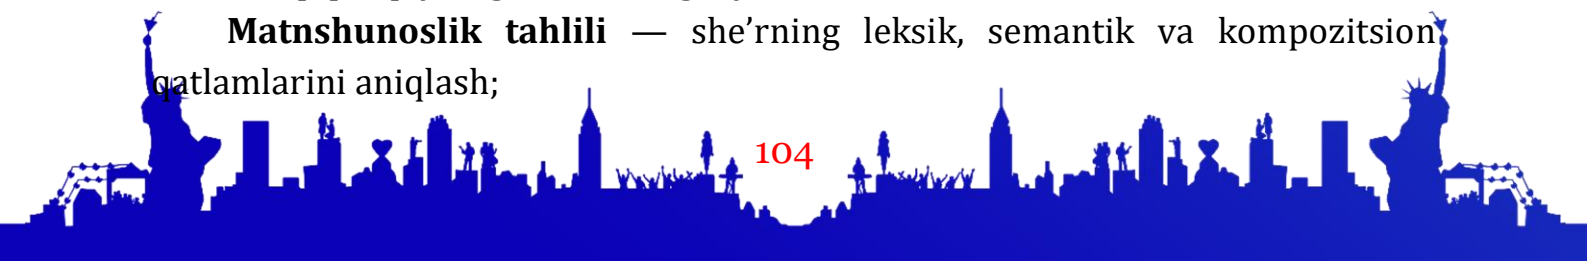 Matnshunoslik tahlili — she’rning leksik, semantik va kompozitsion
qatlamlarini aniqlash;
104